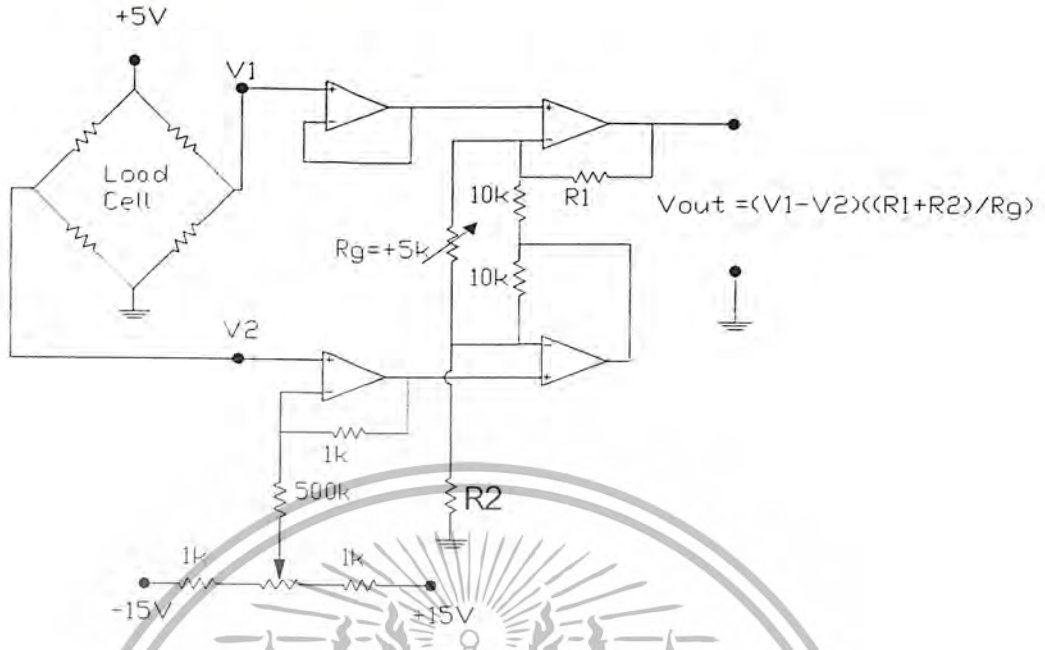 +5V
V1
Load
Cell
10k
R1
Vout =(V1-V2)((R1+R2)/Rg)
Rg=+5k
10k
V2
1k
500k
R2
1k
1k
-15V
+15V